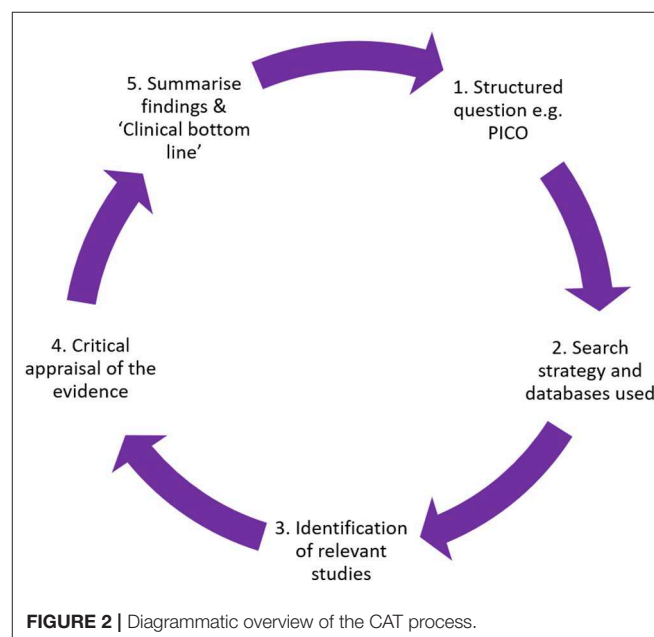 1. Structured
question e.g.
PICO
2. Search
strategy and
databases used
3. Identification
of relevant
studies
4. Critical
appraisal of the
evidence
5. Summarise
findings &
‘Clinical bottom
line’
FIGURE 2 | Diagrammatic overview of the CAT process.